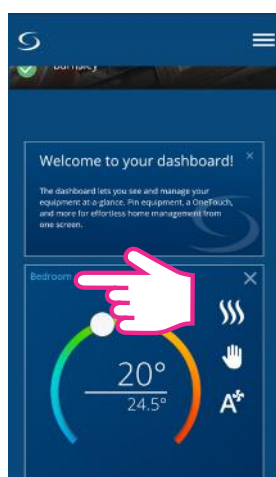 Barnsley
Welcome to your dashboard!
The dashboard lets you see and manage your
equipment at-a-glance. Pin equipment, a OneTouch,
and more for effortless home management from
one screen.
Bedroom
20°
24.5°
A